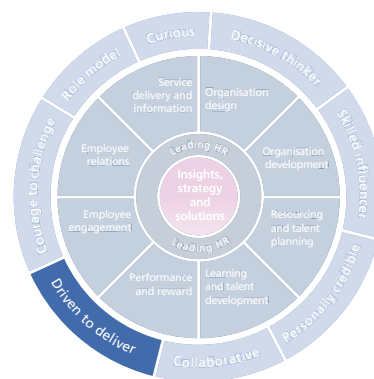 Curious
Decisive thinker
Skilled influencer
Personally credible
Collaborative
Driven to deliver
Courage to challenge
Role model
Service
delivery and
information
Organisation
design
Organisation
development
Resourcing
and talent
planning
Learning
and talent
development
Performance
and reward
Employee
engagement
Employee
relations
Leading HR
Insights,
strategy
and
solutions
Leading HR